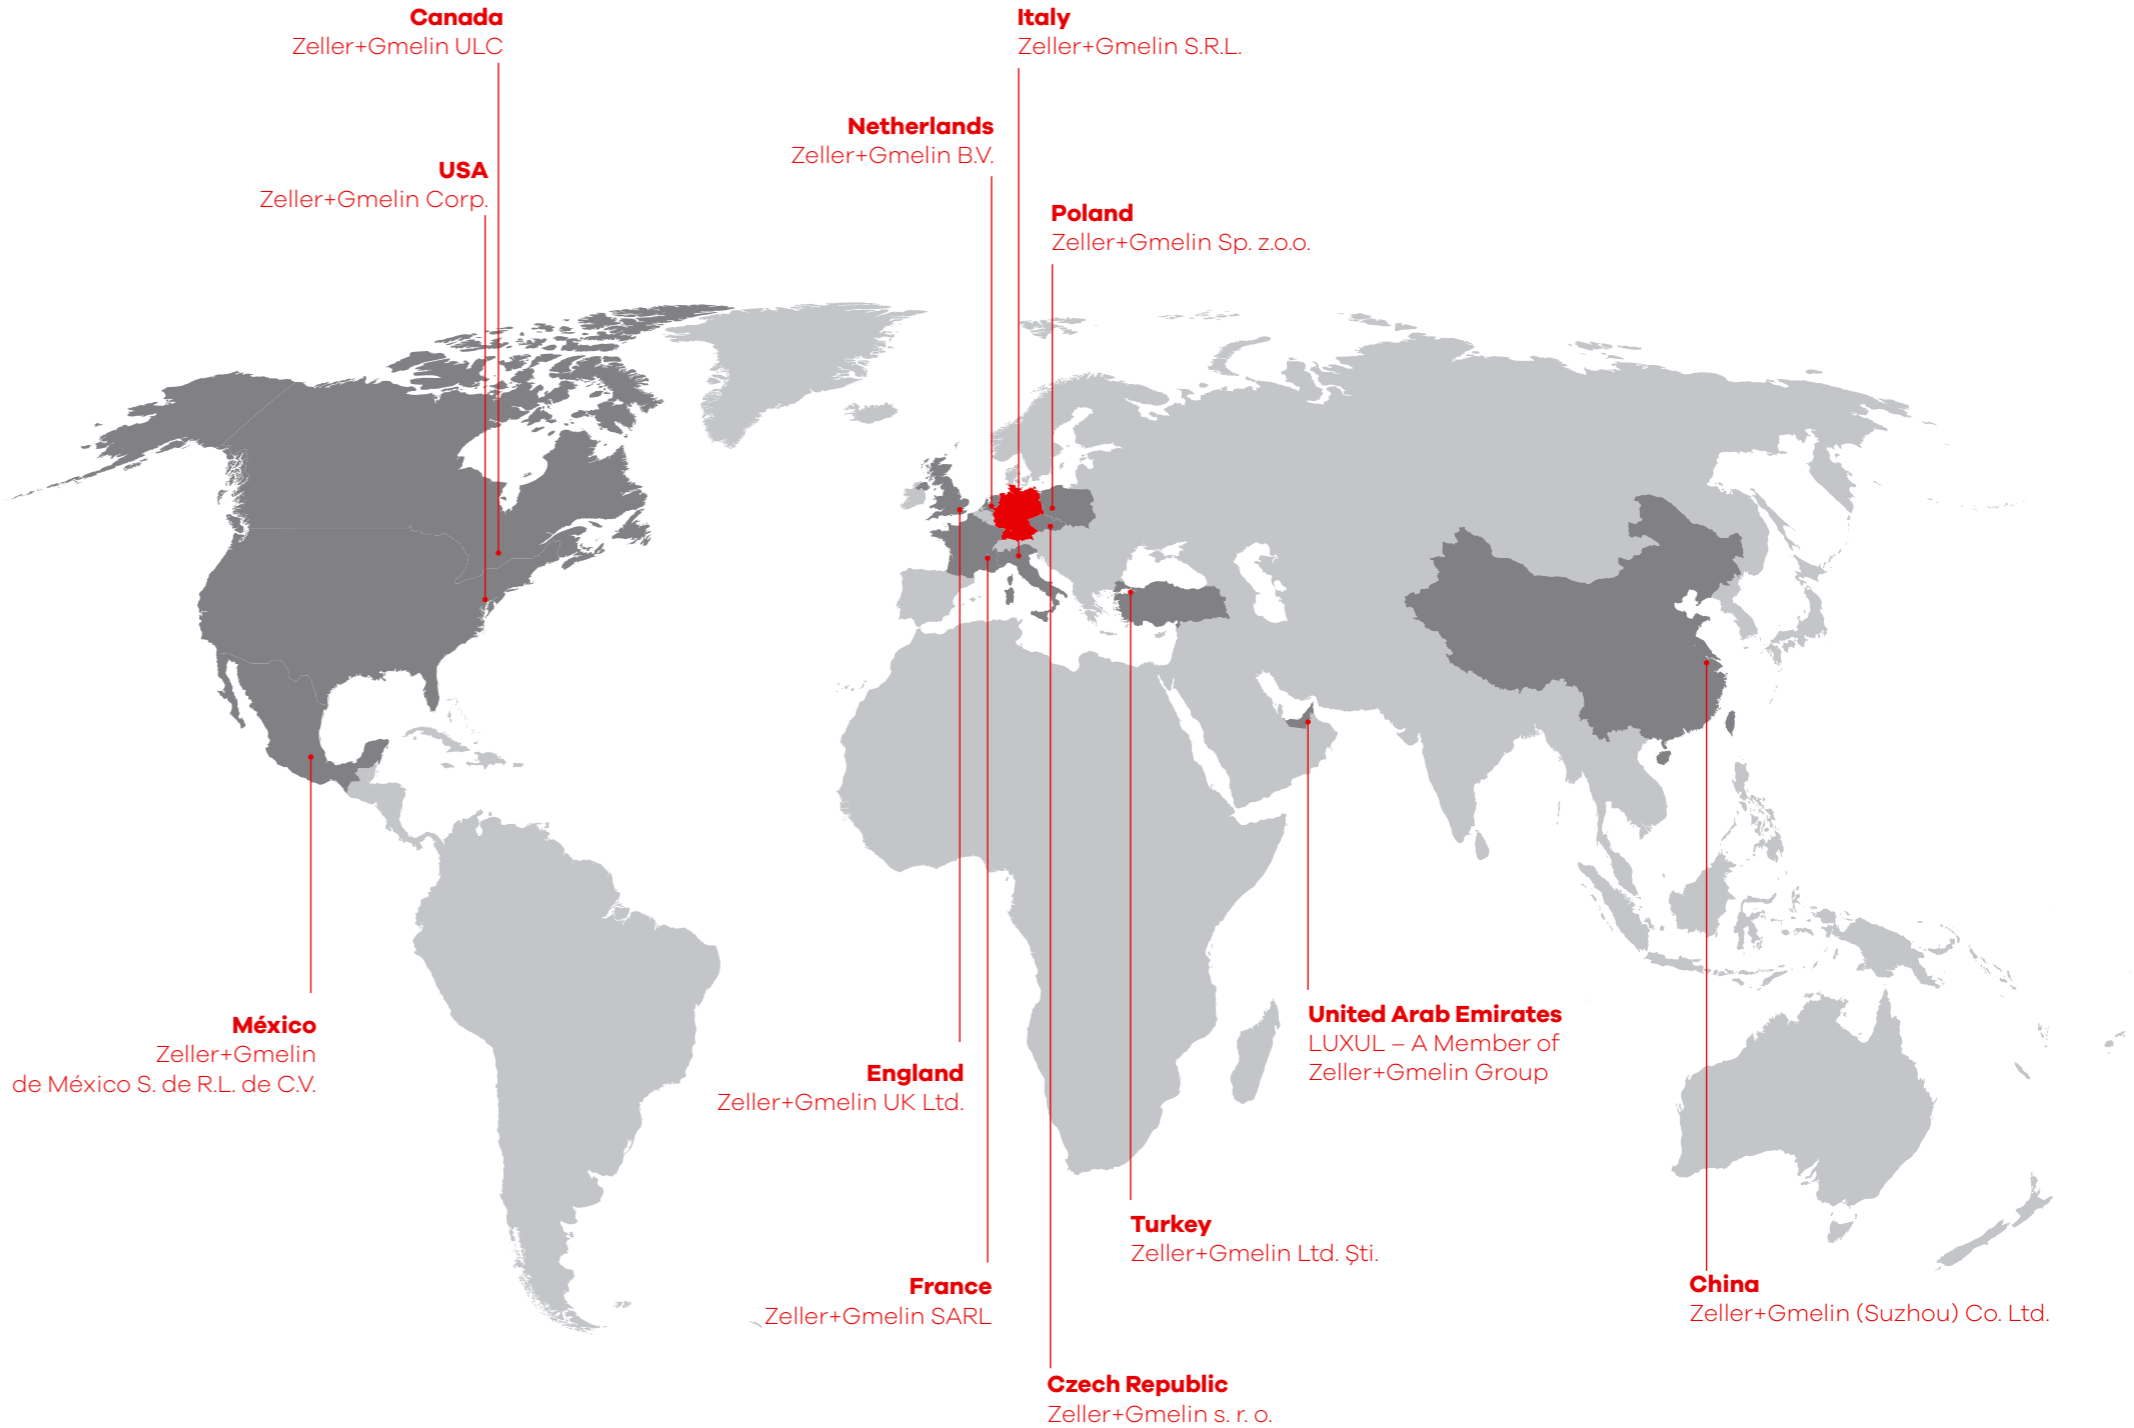 Canada
Zeller+Gmelin ULC
Italy
Zeller+Gmelin S.R.L.
Netherlands
Zeller+Gmelin B.V.
USA
Zeller+Gmelin Corp.
Poland
Zeller+Gmelin Sp. z.o.o.
México
Zeller+Gmelin
de México S. de R.L. de C.V.
United Arab Emirates
LUXUL – A Member of
Zeller+Gmelin Group
England
Zeller+Gmelin UK Ltd.
Turkey
Zeller+Gmelin Ltd. Şti.
France
Zeller+Gmelin SARL
China
Zeller+Gmelin (Suzhou) Co. Ltd.
Czech Republic
Zeller+Gmelin s. r. o.